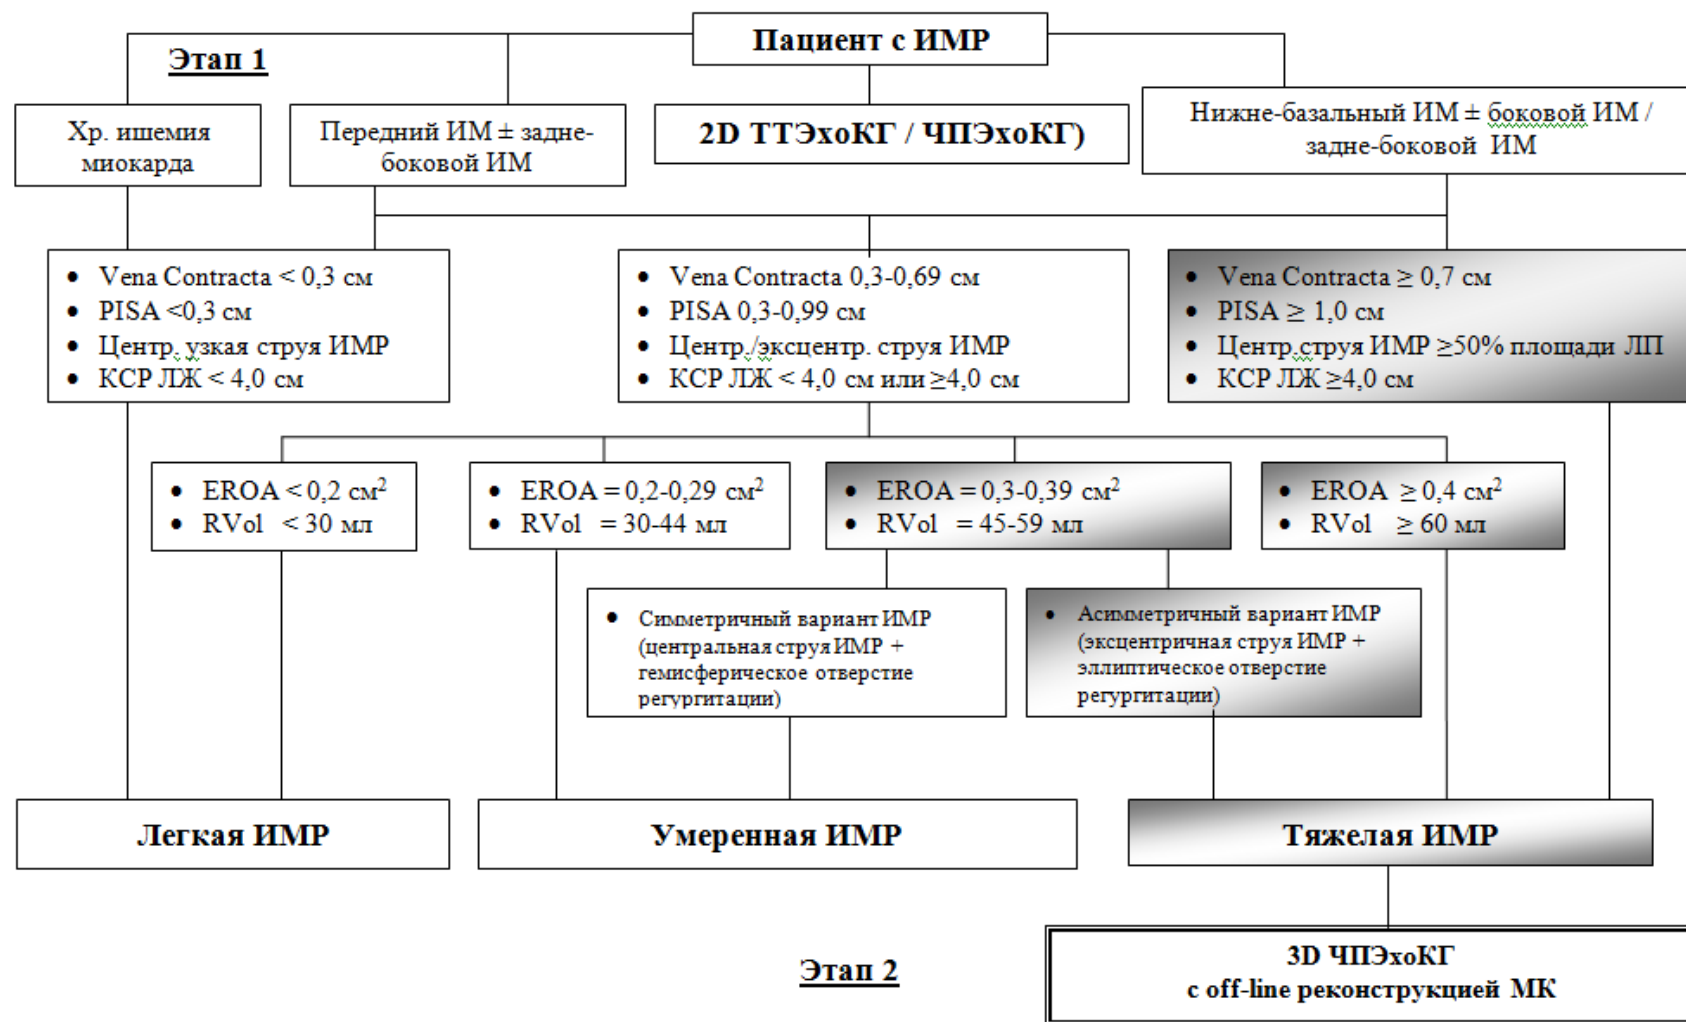 Пациент с ИМР
Этап 1
Хр. ишемия
миокарда
Передний ИМ ± задне-
боковой ИМ
2D ТТЭхоКГ / ЧПЭхоКГ)
Нижне-базальный ИМ ± боковой ИМ /
задне-боковой ИМ
• Vena Contracta < 0,3 см
• PISA <0,3 см
• Центр. узкая струя ИМР
• КСР ЛЖ < 4,0 см
• Vena Contracta 0,3-0,69 см
• PISA 0,3-0,99 см
• Центр./эксцентр. струя ИМР
• КСР ЛЖ < 4,0 см или ≥4,0 см
• Vena Contracta ≥ 0,7 см
• PISA ≥ 1,0 см
• Центр.струя ИМР ≥50% площади ЛП
• КСР ЛЖ ≥4,0 см
• EROA < 0,2 см²
• RVol < 30 мл
• EROA = 0,2-0,29 см²
• RVol = 30-44 мл
• EROA = 0,3-0,39 см²
• RVol = 45-59 мл
• EROA ≥ 0,4 см²
• RVol ≥ 60 мл
• Симметричный вариант ИМР
(центральная струя ИМР +
гемисферическое отверстие
регургитации)
• Асимметричный вариант ИМР
(эксцентричная струя ИМР +
эллиптическое отверстие
регургитации)
Легкая ИМР
Умеренная ИМР
Тяжелая ИМР
Этап 2
3D ЧПЭхоКГ
с off-line реконструкцией МК